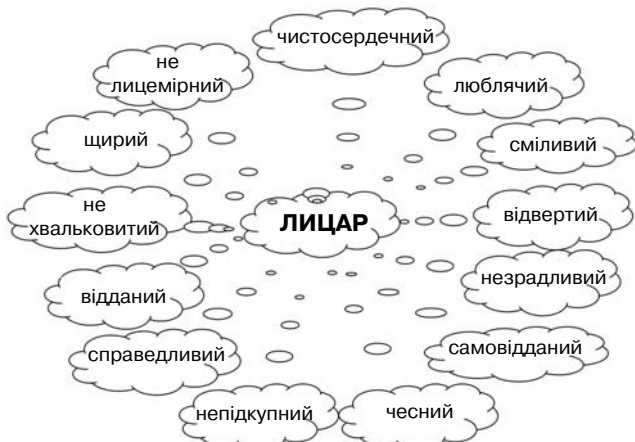 чистосердечний
не
лицемірний
люблячий
щирий
сміливий
не
хвальковитий
ЛИЦАР
відвертий
відданий
незрадливий
справедливий
самовідданий
непідкупний
чесний